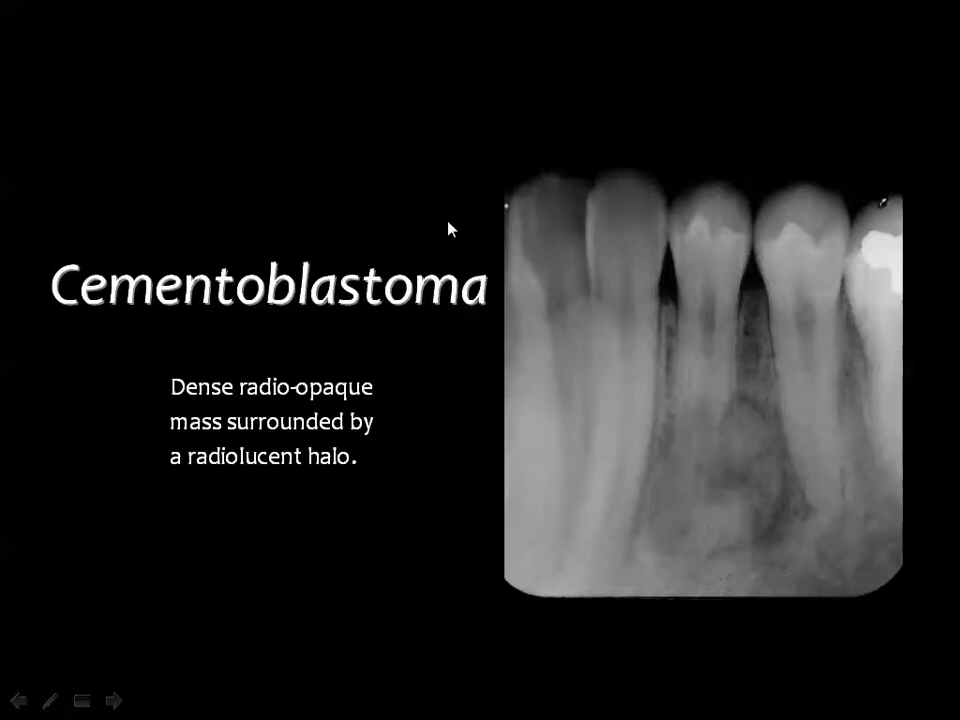 Cementoblastoma
Dense radio-opaque
mass surrounded by
a radiolucent halo.